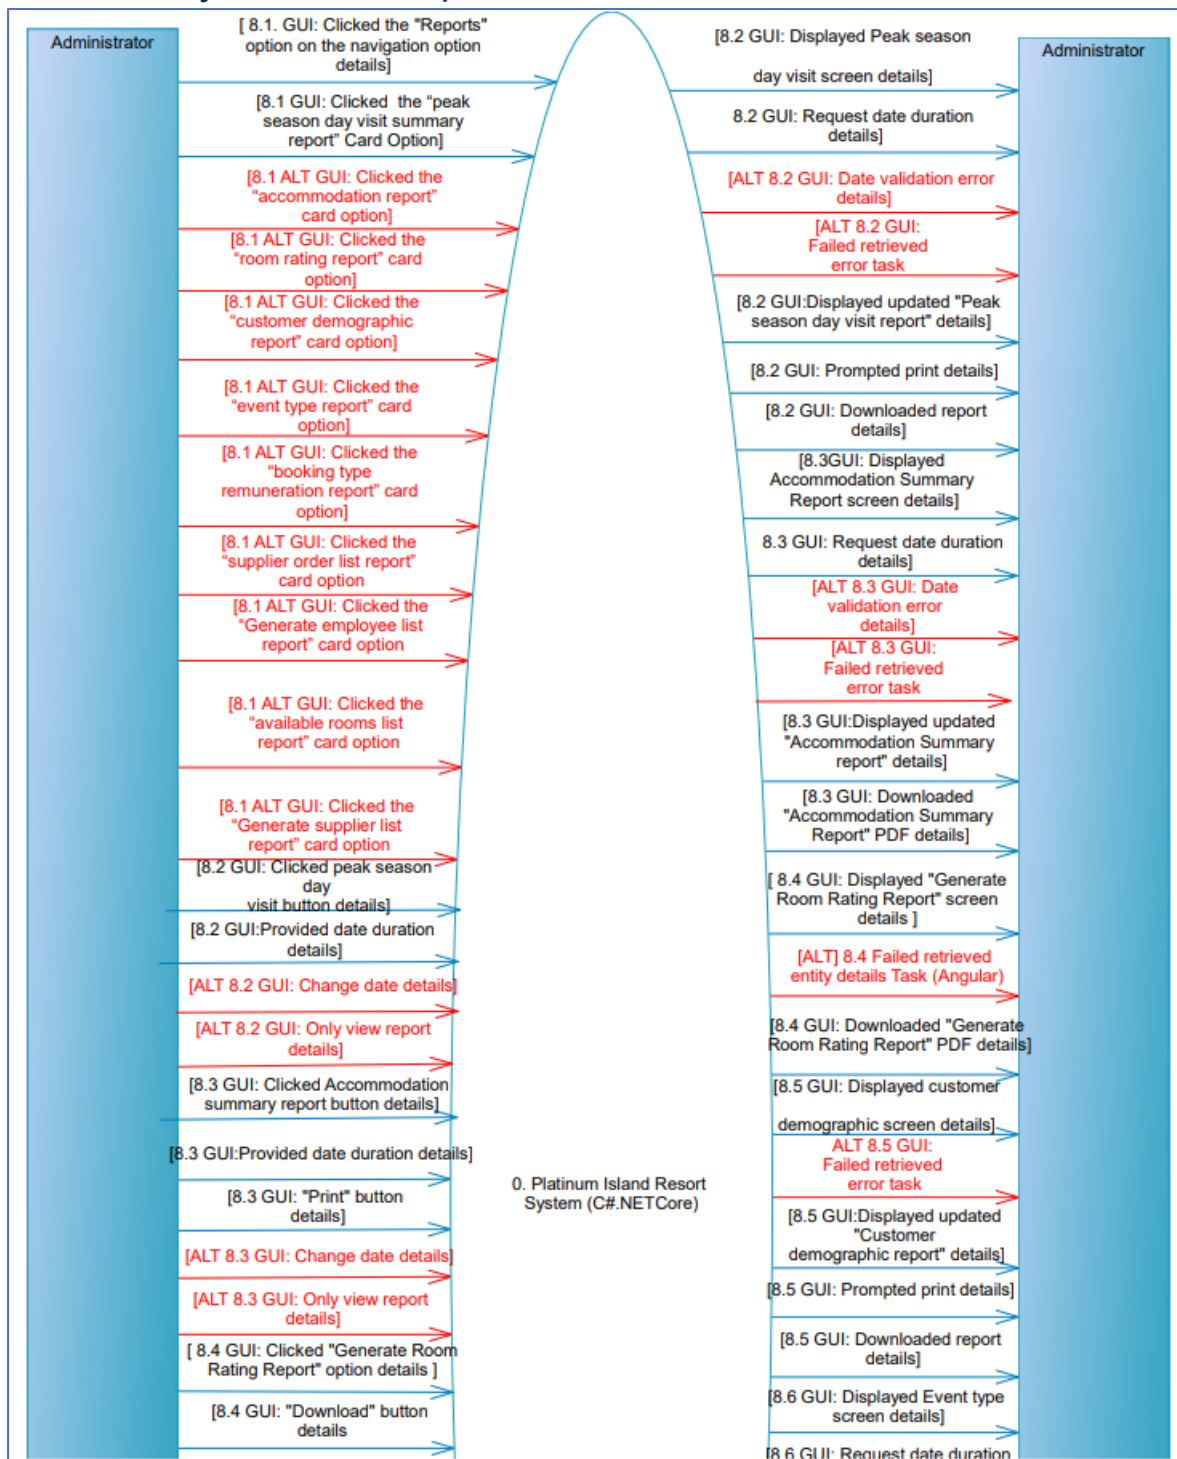 Administrator
[ 8.1. GUI: Clicked the "Reports"
option on the navigation option
details]
[8.1 GUI: Clicked  the “peak
season day visit summary
report” Card Option]
[8.1 ALT GUI: Clicked the
“accommodation report”
card option]
[8.1 ALT GUI: Clicked the
“room rating report” card
option]
[8.1 ALT GUI: Clicked the
“customer demographic
report” card option]
[8.1 ALT GUI: Clicked the
“event type report” card
option]
[8.1 ALT GUI: Clicked the
“booking type
remuneration report” card
option]
[8.1 ALT GUI: Clicked the
“supplier order list report”
card option
[8.1 ALT GUI: Clicked the
“Generate employee list
report” card option
[8.1 ALT GUI: Clicked the
“available rooms list
report” card option
[8.1 ALT GUI: Clicked the
“Generate supplier list
report” card option
[8.2 GUI: Clicked peak season
day
visit button details]
[8.2 GUI:Provided date duration
details]
[ALT 8.2 GUI: Change date details]
[ALT 8.2 GUI: Only view report
details]
[8.3 GUI: Clicked Accommodation
summary report button details]
[8.3 GUI:Provided date duration details]
[8.3 GUI: "Print" button
details]
[ALT 8.3 GUI: Change date details]
[ALT 8.3 GUI: Only view report
details]
[ 8.4 GUI: Clicked "Generate Room
Rating Report" option details ]
[8.4 GUI: "Download" button
details
0. Platinum Island Resort
System (C#.NETCore)
[8.2 GUI: Displayed Peak season
day visit screen details]
8.2 GUI: Request date duration
details]
[ALT 8.2 GUI: Date validation error
details]
[ALT 8.2 GUI:
Failed retrieved
error task
[8.2 GUI:Displayed updated "Peak
season day visit report" details]
[8.2 GUI: Prompted print details]
[8.2 GUI: Downloaded report
details]
[8.3GUI: Displayed
Accommodation Summary
Report screen details]
8.3 GUI: Request date duration
details]
[ALT 8.3 GUI: Date
validation error
details]
[ALT 8.3 GUI:
Failed retrieved
error task
[8.3 GUI:Displayed updated
"Accommodation Summary
report" details]
[8.3 GUI: Downloaded
"Accommodation Summary
Report" PDF details]
[ 8.4 GUI: Displayed "Generate
Room Rating Report" screen
details ]
[ALT] 8.4 Failed retrieved
entity details Task (Angular)
[8.4 GUI: Downloaded "Generate
Room Rating Report" PDF details]
[8.5 GUI: Displayed customer
demographic screen details]
ALT 8.5 GUI:
Failed retrieved
error task
[8.5 GUI:Displayed updated
"Customer
demographic report" details]
[8.5 GUI: Prompted print details]
[8.5 GUI: Downloaded report
details]
[8.6 GUI: Displayed Event type
screen details]
[8.6 GUI: Request date duration
Administrator